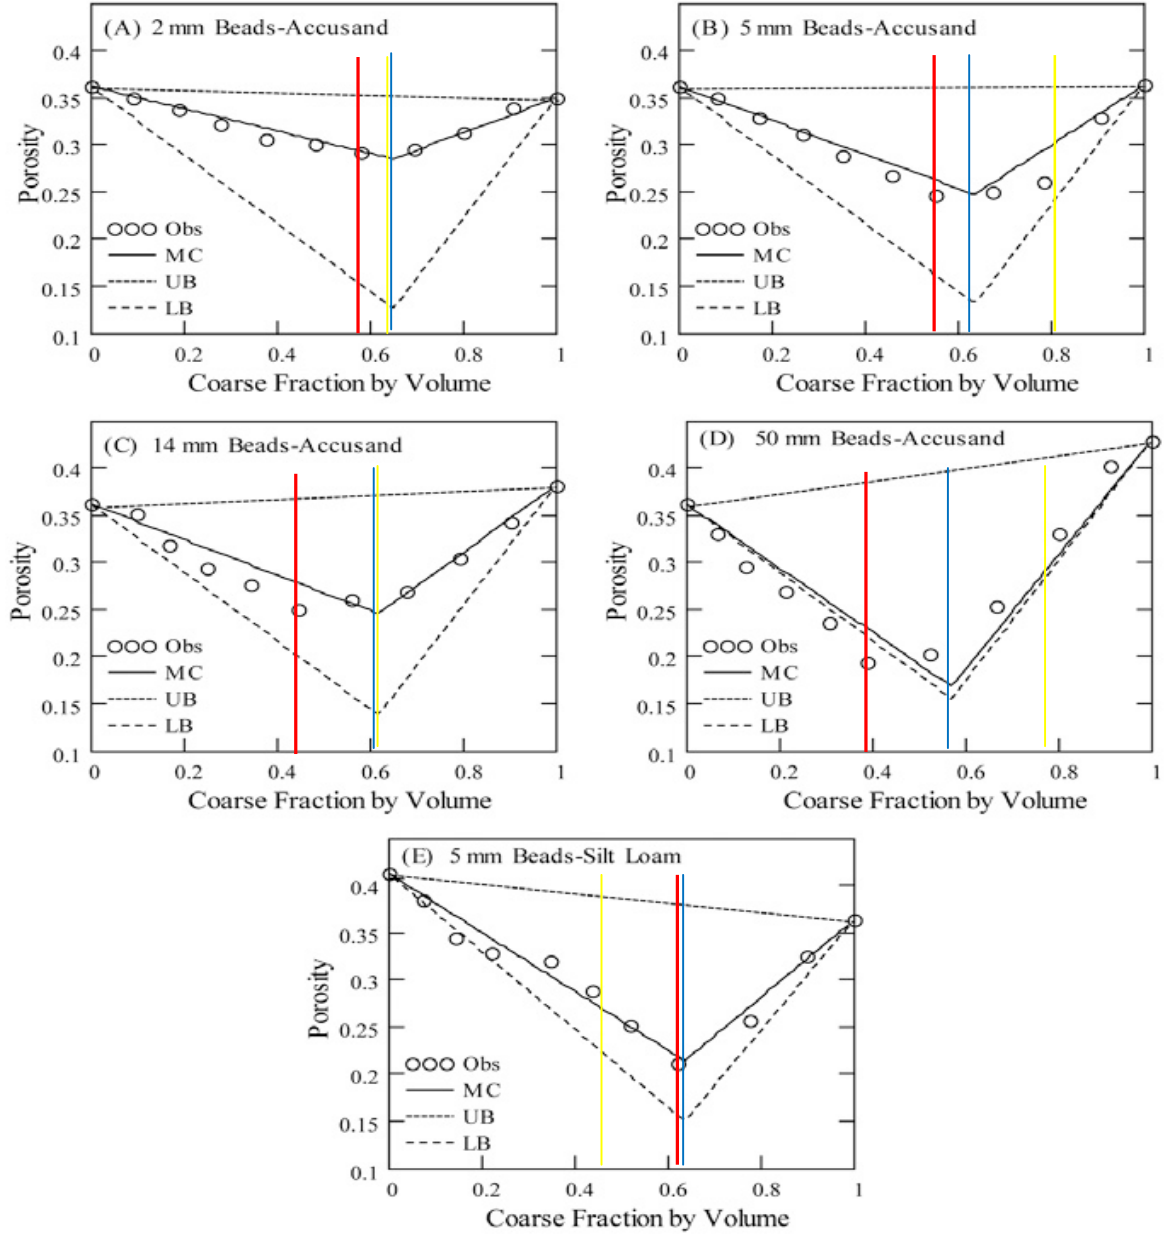 (A) 2 mm Beads-Accusand
0.4
0.35
0.3
0.25
0.2
0.15
0.1
Porosity
Obs
MC
UB
LB
0 0.2 0.4 0.6 0.8 1
Coarse Fraction by Volume
(B) 5 mm Beads-Accusand
0.4
0.35
0.3
0.25
0.2
0.15
0.1
Porosity
Obs
MC
UB
LB
0 0.2 0.4 0.6 0.8 1
Coarse Fraction by Volume
(C) 14 mm Beads-Accusand
0.4
0.35
0.3
0.25
0.2
0.15
0.1
Porosity
Obs
MC
UB
LB
0 0.2 0.4 0.6 0.8 1
Coarse Fraction by Volume
(D) 50 mm Beads-Accusand
0.4
0.35
0.3
0.25
0.2
0.15
0.1
Porosity
Obs
MC
UB
LB
0 0.2 0.4 0.6 0.8 1
Coarse Fraction by Volume
(E) 5 mm Beads-Silt Loam
0.4
0.35
0.3
0.25
0.2
0.15
0.1
Porosity
Obs
MC
UB
LB
0 0.2 0.4 0.6 0.8 1
Coarse Fraction by Volume